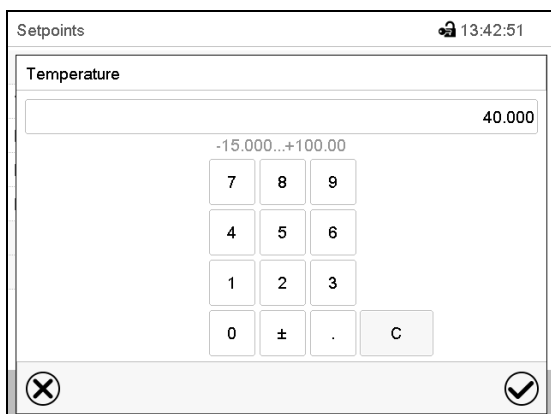 Setpoints 13:42:51
Temperature
40.000
-15.000...+100.00
7 8 9
4 5 6
1 2 3
0 ± . C